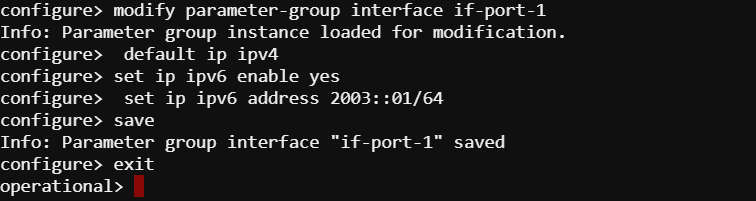 configure> modify parameter-group interface if-port-1
Info: Parameter group instance loaded for modification.
configure>  default ip ipv4
configure> set ip ipv6 enable yes
configure>  set ip ipv6 address 2003::01/64
configure> save
Info: Parameter group interface "if-port-1" saved
configure> exit
operational>